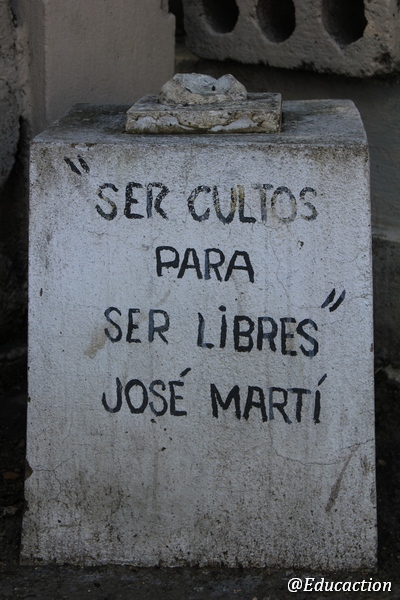 "SER CULTOS
PARA
SER LIBRES"
JOSÉ MARTÍ
@Educaction